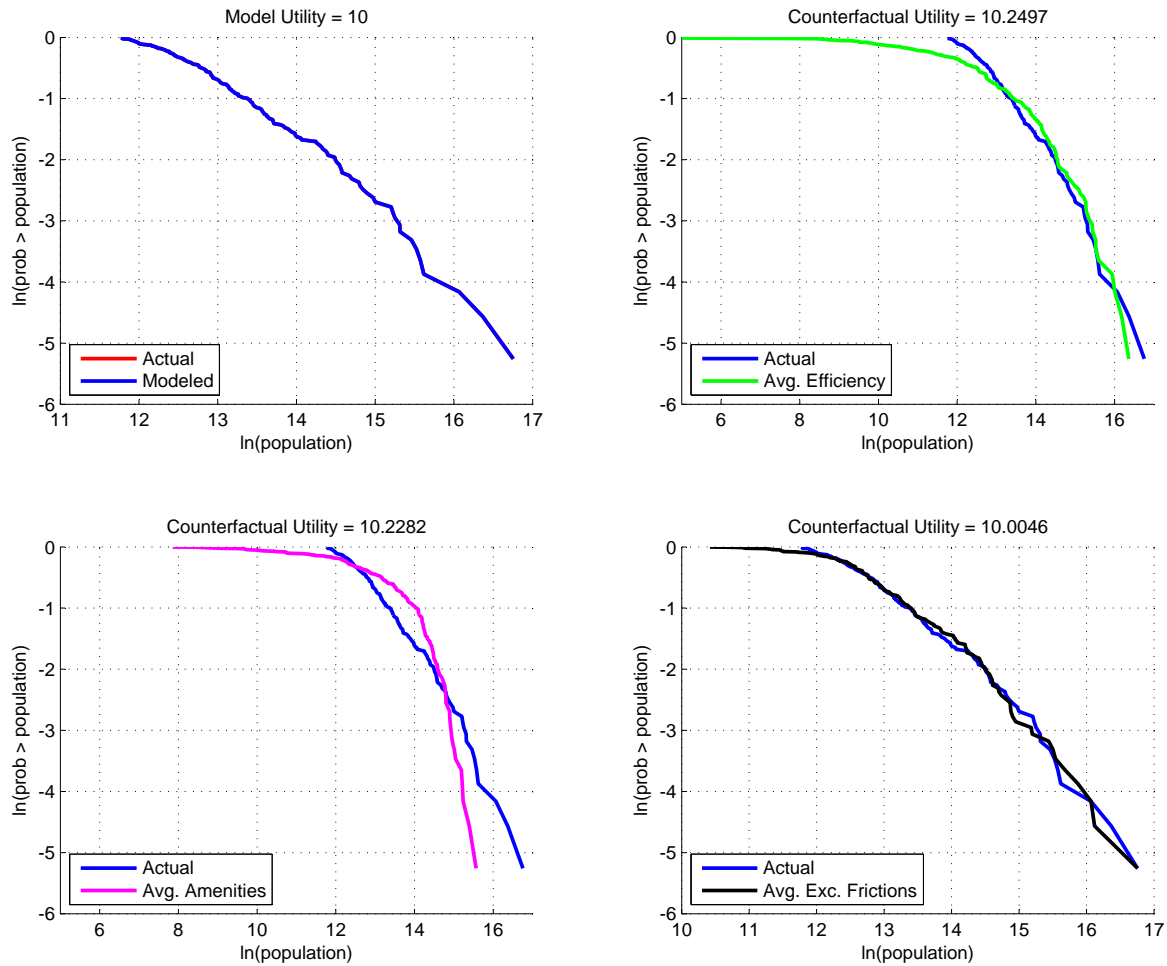 Model Utility = 10
0
-1
-2
-3
-4
-5
-6
ln(prob > population)
Actual
Modeled
11 12 13 14 15 16 17
ln(population)
Counterfactual Utility = 10.2497
0
-1
-2
-3
-4
-5
-6
ln(prob > population)
Actual
Avg. Efficiency
6 8 10 12 14 16
ln(population)
Counterfactual Utility = 10.2282
0
-1
-2
-3
-4
-5
-6
ln(prob > population)
Actual
Avg. Amenities
6 8 10 12 14 16
ln(population)
Counterfactual Utility = 10.0046
0
-1
-2
-3
-4
-5
-6
ln(prob > population)
Actual
Avg. Exc. Frictions
10 11 12 13 14 15 16 17
ln(population)